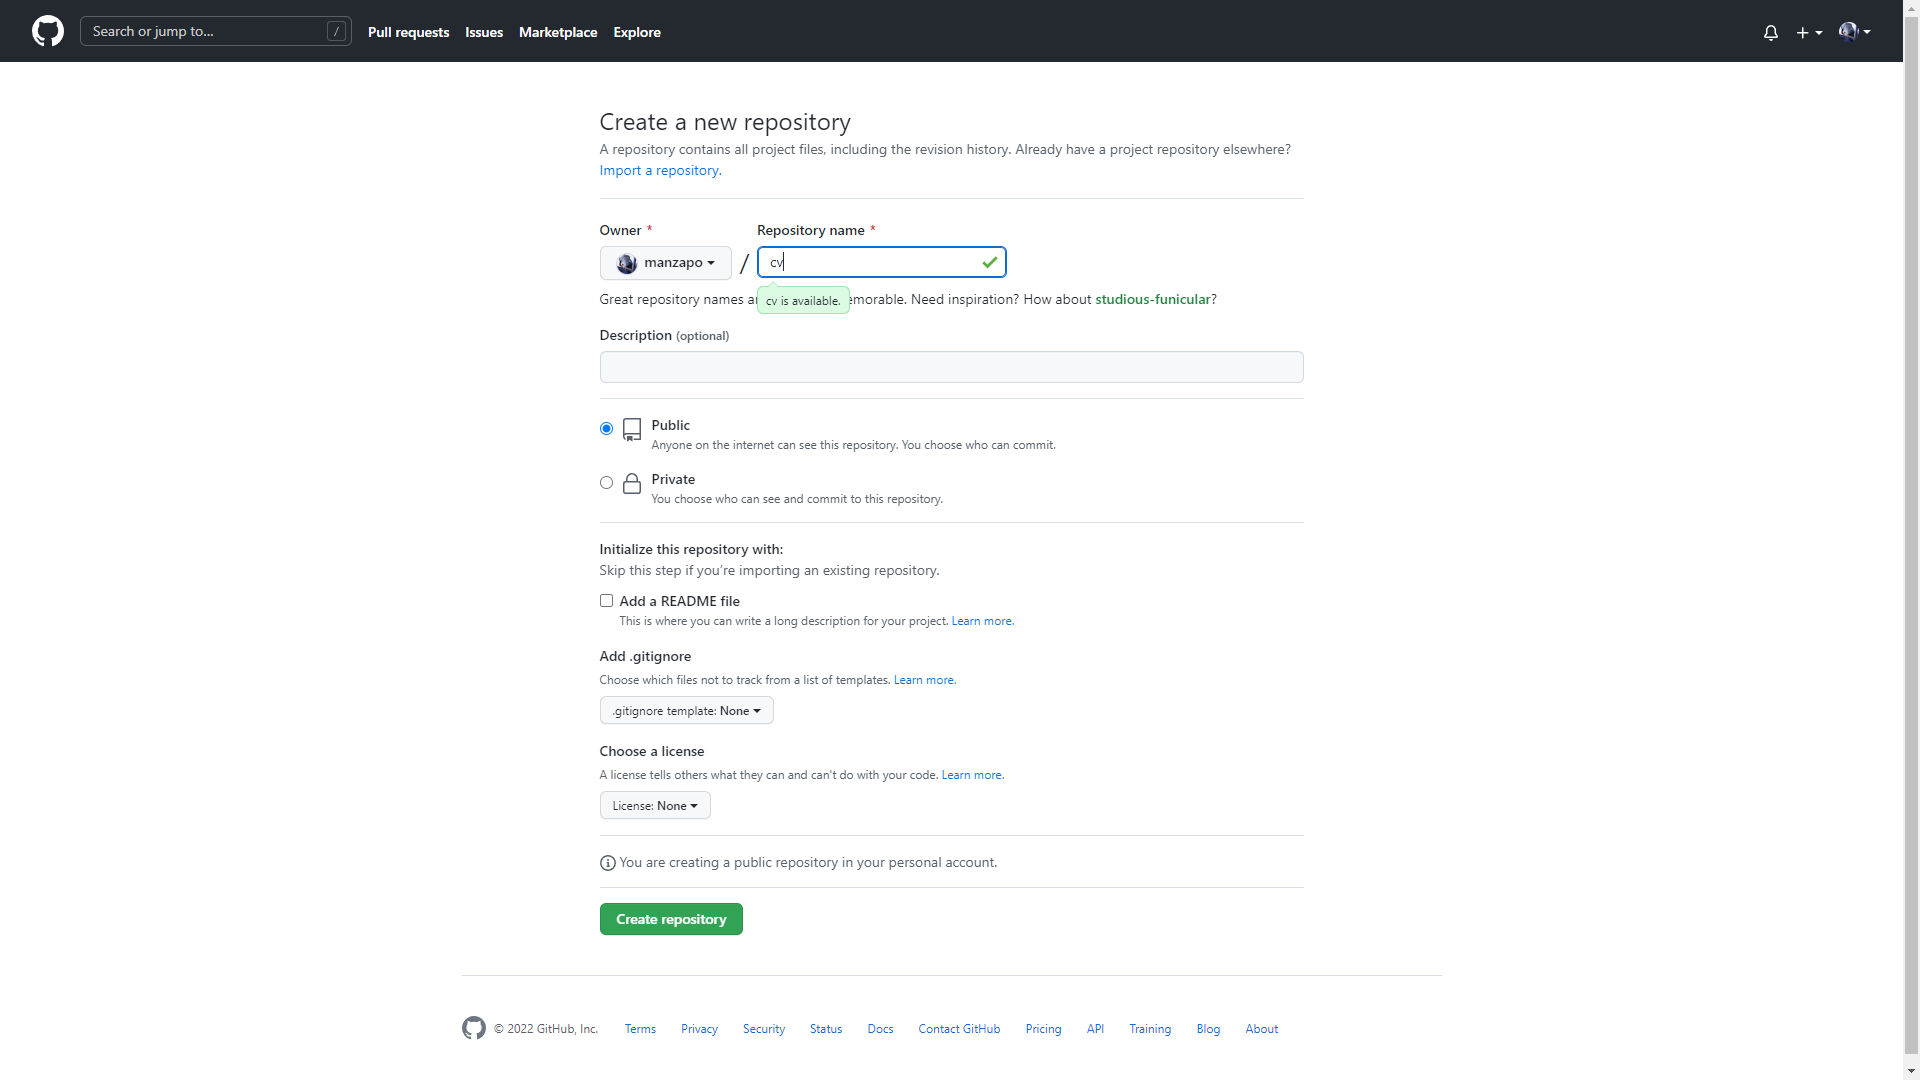 Search or jump to... /
Pull requests Issues Marketplace Explore
Create a new repository
A repository contains all project files, including the revision history. Already have a project repository elsewhere?
Import a repository.
Owner * Repository name *
manzapo / cv
Great repository names a cv is available. emorable. Need inspiration? How about studious-funicular?
Description (optional)
Public
Anyone on the internet can see this repository. You choose who can commit.
Private
You choose who can see and commit to this repository.
Initialize this repository with:
Skip this step if you're importing an existing repository.
Add a README file
This is where you can write a long description for your project. Learn more.
Add .gitignore
Choose which files not to track from a list of templates. Learn more.
.gitignore template: None
Choose a license
A license tells others what they can and can't do with your code. Learn more.
License: None
You are creating a public repository in your personal account.
Create repository
© 2022 GitHub, Inc. Terms Privacy Security Status Docs Contact GitHub Pricing API Training Blog About